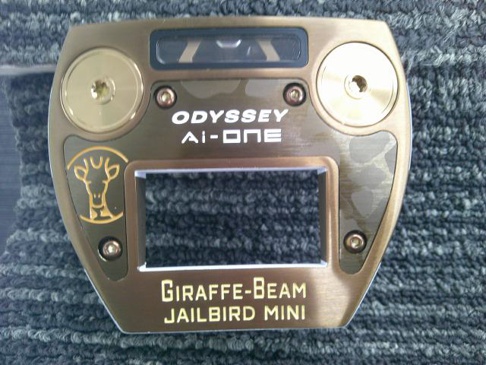 ODYSSEY
Ai-ONE
GIRAFFE-BEAM
JAILBIRD MINI